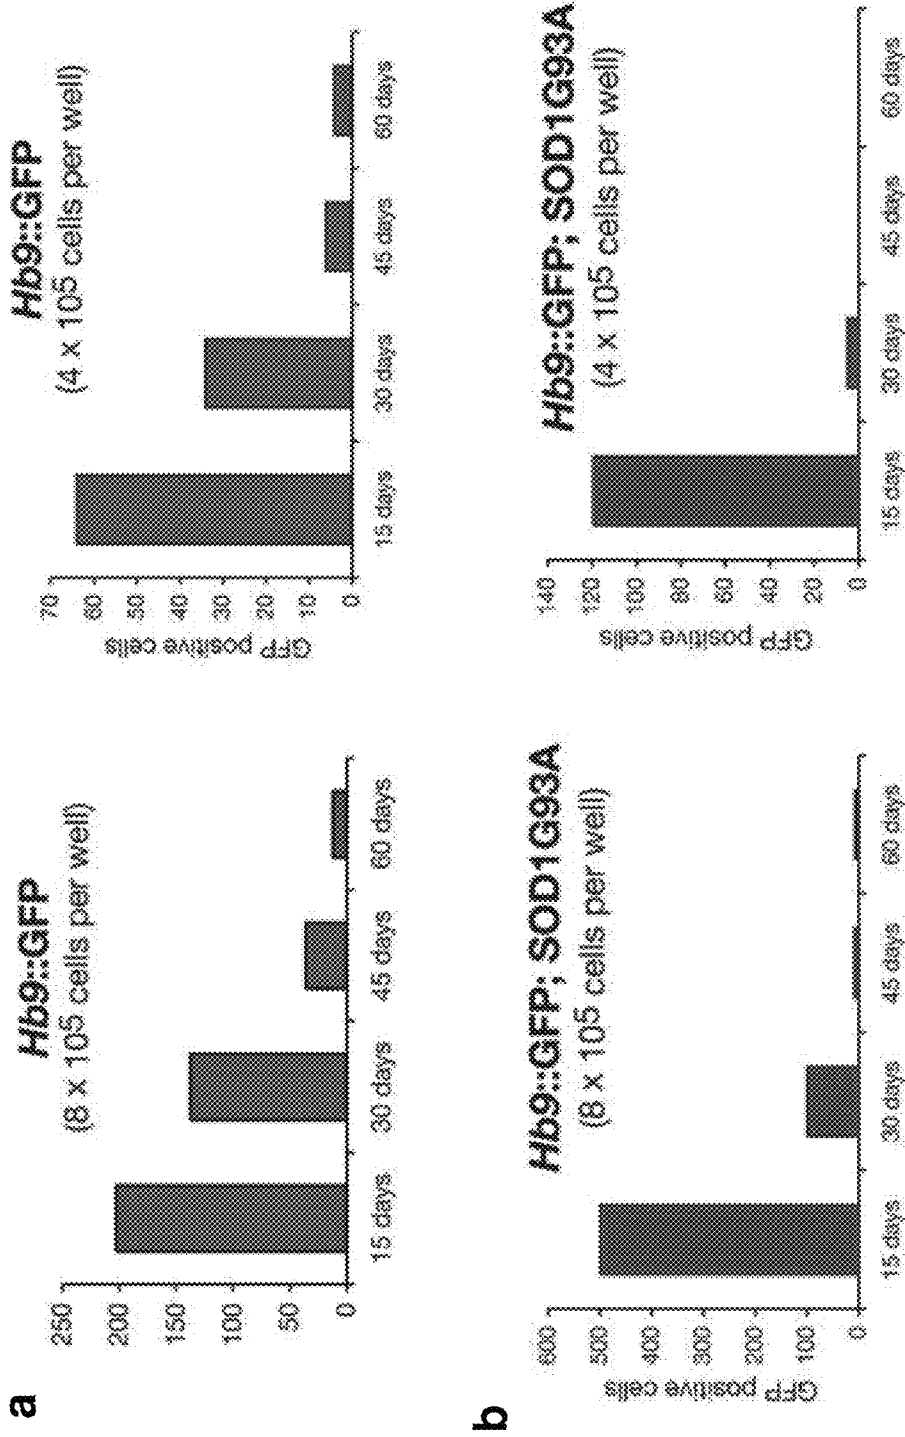 a
Hb9::GFP
(8 x 10⁵ cells per well)
250
200
150
100
50
0
15 days 30 days 45 days 60 days
Hb9::GFP
(4 x 10⁵ cells per well)
GFP positive cells
70
60
50
40
30
20
10
0
15 days 30 days 45 days 60 days
b
Hb9::GFP; SOD1G93A
(8 x 10⁵ cells per well)
GFP positive cells
600
500
400
300
200
100
0
15 days 30 days 45 days 60 days
Hb9::GFP; SOD1G93A
(4 x 10⁵ cells per well)
GFP positive cells
140
120
100
80
60
40
20
0
15 days 30 days 45 days 60 days